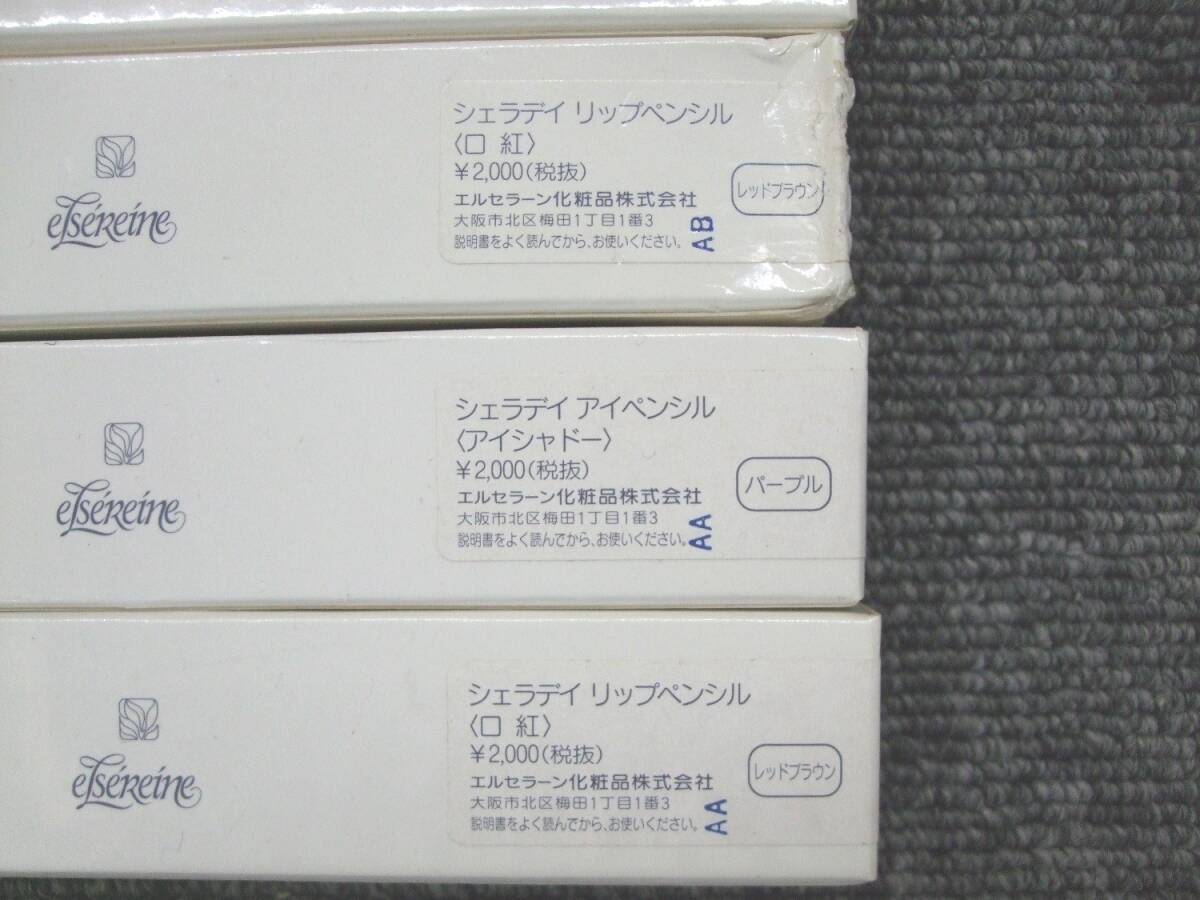 elséreine
シェラデイ リップペンシル
〈口 紅〉
¥2,000(税抜)
エルセラーン化粧品株式会社
大阪市北区梅田1丁目1番3
説明書をよく読んでから、お使いください。
AB
レッドブラウン
elséreine
シェラデイ アイペンシル
〈アイシャドー〉
¥2,000(税抜)
エルセラーン化粧品株式会社
大阪市北区梅田1丁目1番3
説明書をよく読んでから、お使いください。
AA
パープル
elséreine
シェラデイ リップペンシル
〈口 紅〉
¥2,000(税抜)
エルセラーン化粧品株式会社
大阪市北区梅田1丁目1番3
説明書をよく読んでから、お使いください。
AA
レッドブラウン